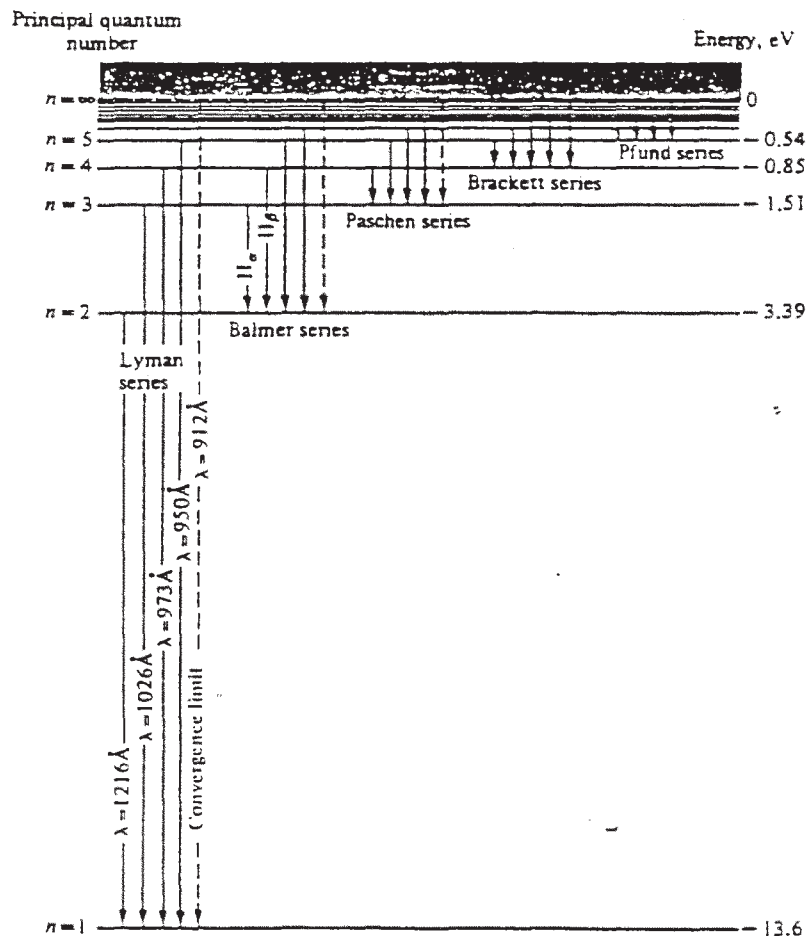 Principal quantum
number
Energy, eV
n = ∞
0
n = 5
− 0.54
Pfund series
n = 4
− 0.85
Brackett series
n = 3
− 1.51
Paschen series
Hα
Hβ
n = 2
− 3.39
Balmer series
Lyman
series
λ = 1216Å
λ = 1026Å
λ = 973Å
λ = 950Å
λ = 912Å
Convergence limit
n = 1
− 13.6